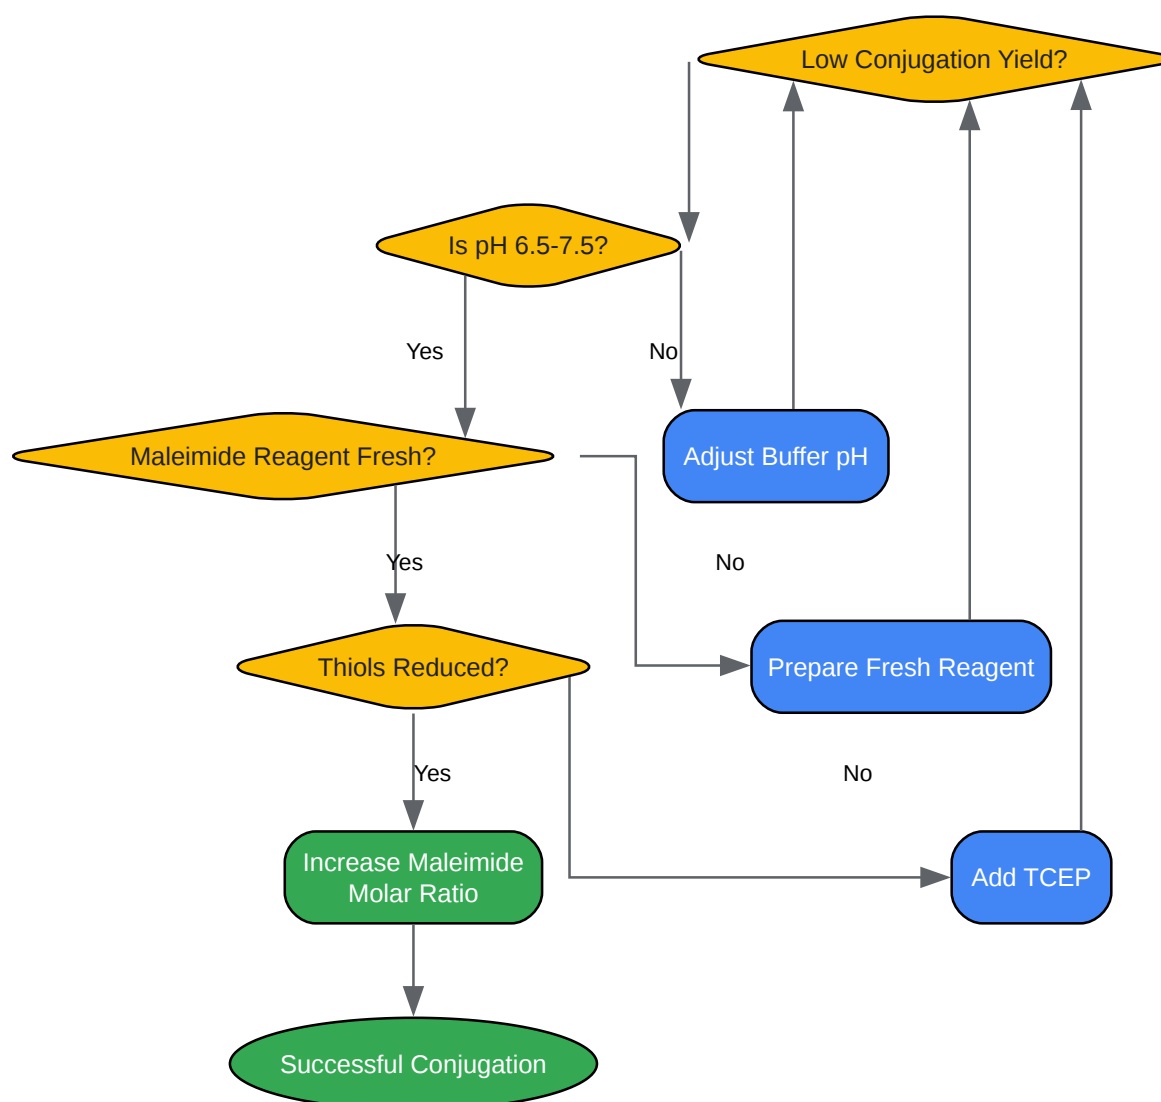 Low Conjugation Yield?
Is pH 6.5-7.5?
Yes
No
Maleimide Reagent Fresh?
Adjust Buffer pH
Yes
No
Thiols Reduced?
Prepare Fresh Reagent
Yes
No
Increase Maleimide
Molar Ratio
Add TCEP
Successful Conjugation